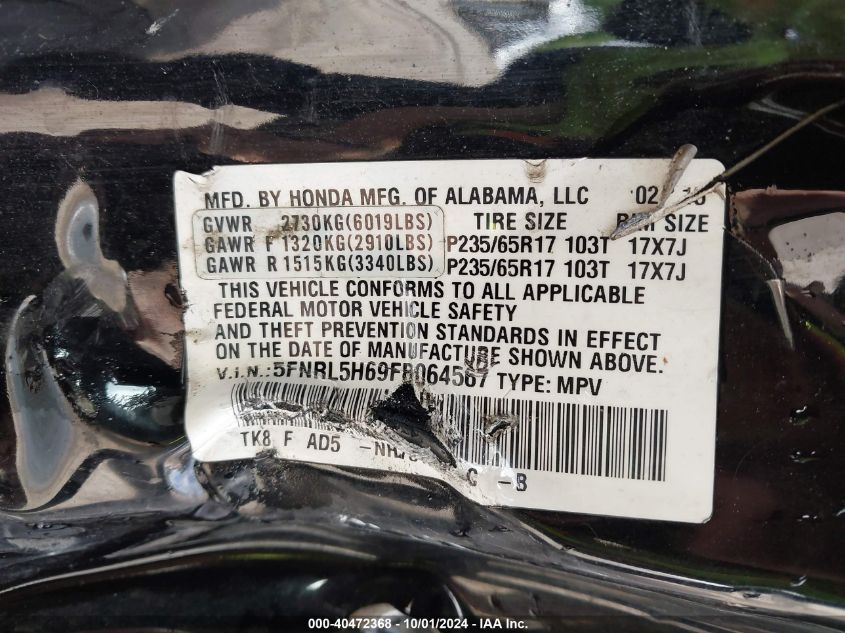 MFD. BY HONDA MFG. OF ALABAMA, LLC
GVWR 2730KG(6019LBS) TIRE SIZE RIM SIZE
GAWR F 1320KG(2910LBS) P235/65R17 103T 17X7J
GAWR R 1515KG(3340LBS) P235/65R17 103T 17X7J
THIS VEHICLE CONFORMS TO ALL APPLICABLE
FEDERAL MOTOR VEHICLE SAFETY
AND THEFT PREVENTION STANDARDS IN EFFECT
ON THE DATE OF MANUFACTURE SHOWN ABOVE.
V.I.N.: 5FNRL5H69FB064567 TYPE: MPV
TK8 F AD5 C -B
000-40472368 - 10/01/2024 - IAA Inc.